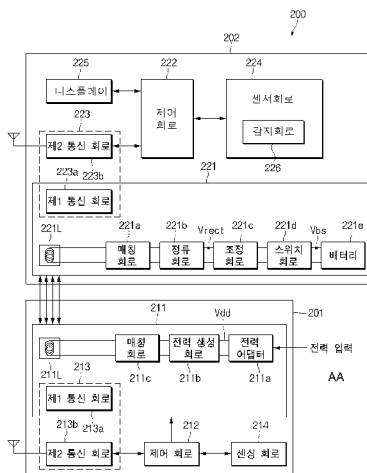 200
202
225
222
224
디스플레이
제어
회로
센서회로
223
감지회로
제2 통신 회로
226
223a
223b
221
제1 통신 회로
221a
221b
221c
221d
221e
221L
Vrect
Vbs
매칭
회로
정류
회로
조정
회로
스위치
회로
배터리
211
201
Vdd
매칭
회로
전력 생성
회로
전력
어댑터
전력 입력
211L
213
211c
211b
211a
AA
제1 통신 회로
213b
213a
212
214
제2 통신 회로
제어 회로
센싱 회로